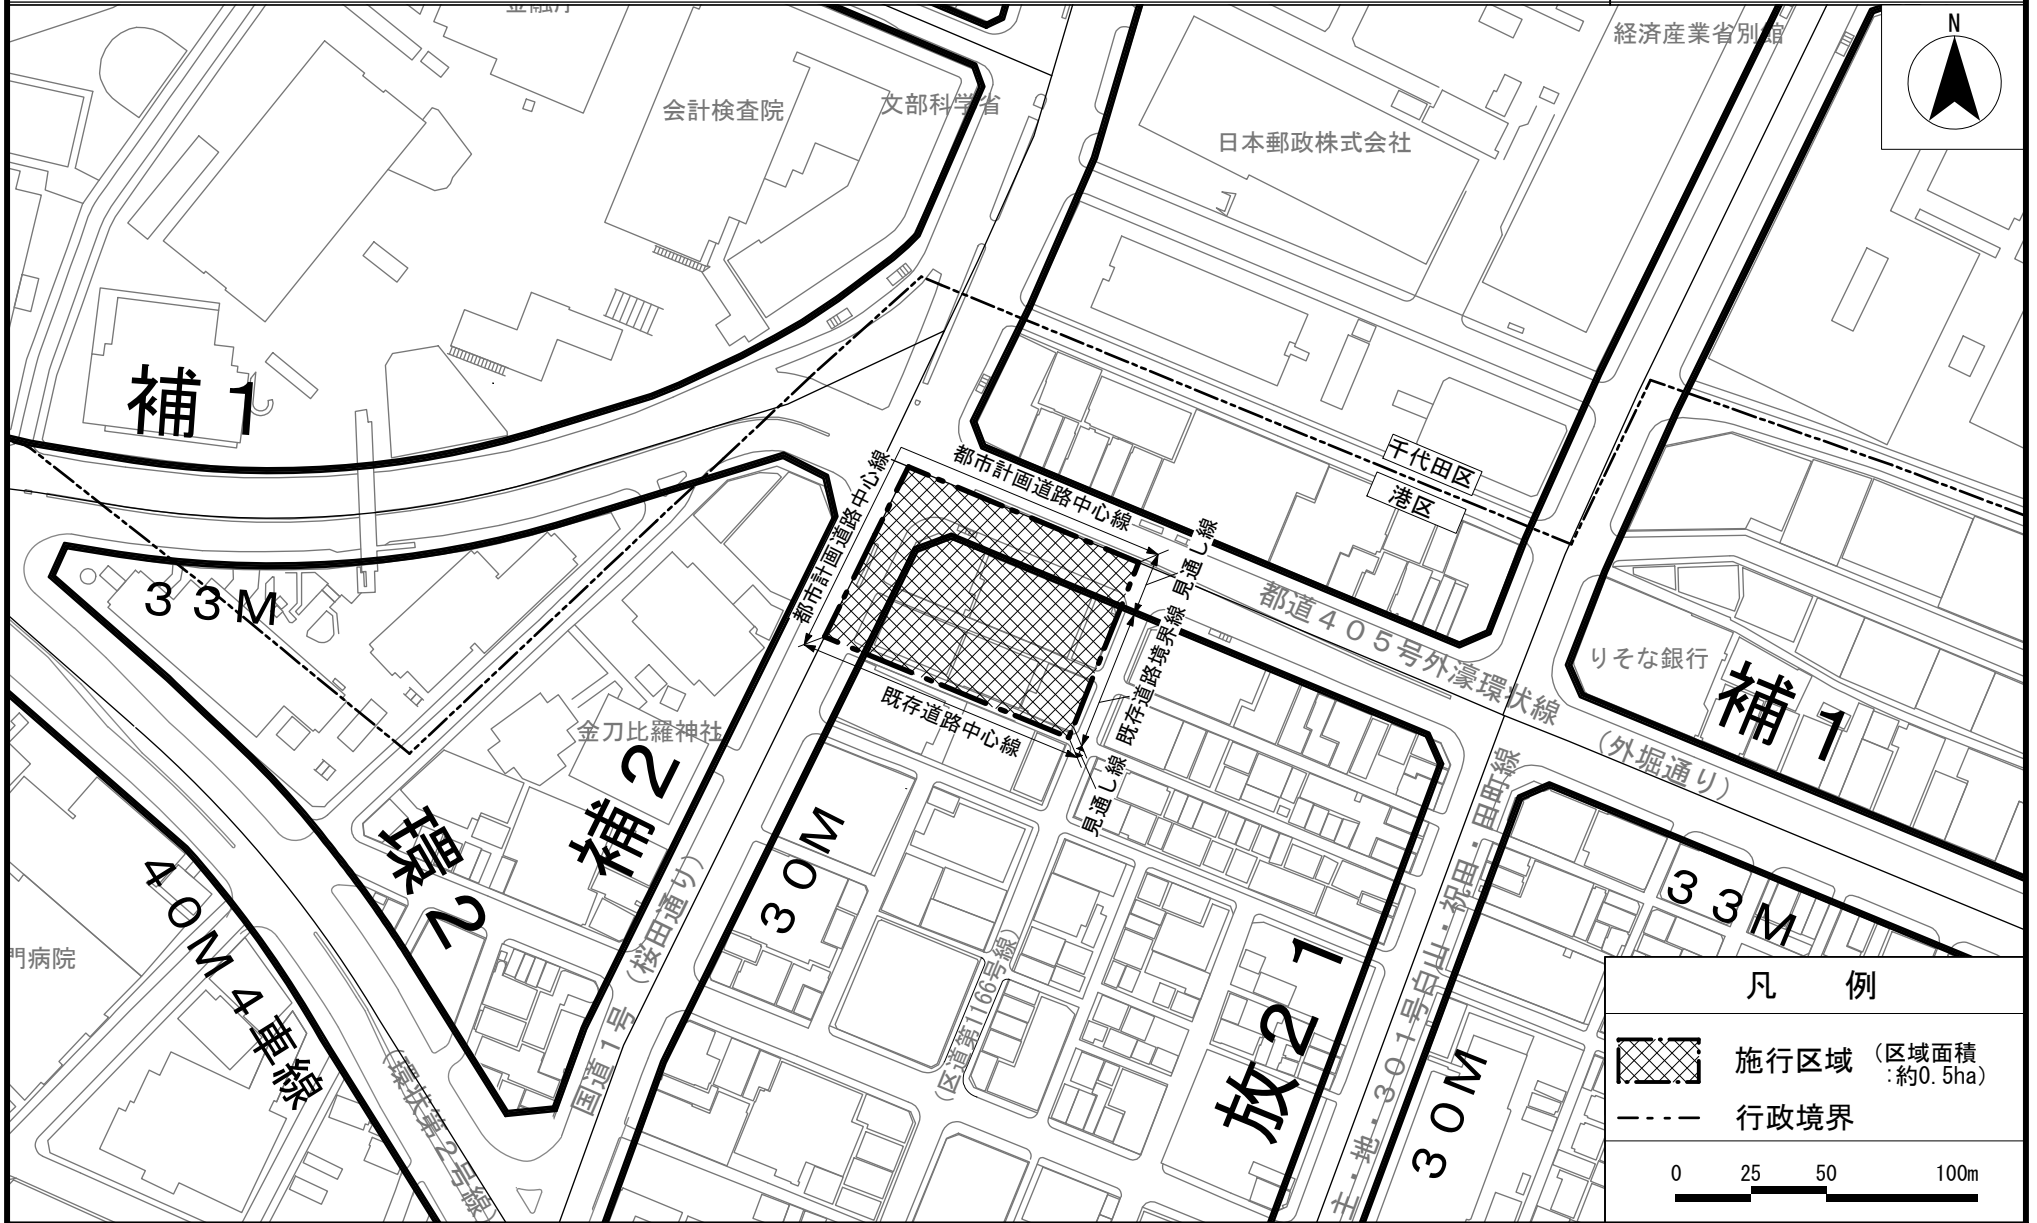 経済産業省別館
N
会計検査院
文部科学省
日本郵政株式会社
補1
千代田区
港区
都市計画道路中心線
都市計画道路中心線
見通し線
既存道路境界線
既存道路中心線
見通し線
33M
都道405号外濠環状線
(外堀通り)
りそな銀行
補1
金刀比羅神社
補2
環2
30M
40M4車線
門病院
国道1号(桜田通り)
(環状第2号線)
(区道第1166号線)
放21
主・地・301号白山・祝田・田町線
30M
33M
凡 例
施行区域 (区域面積
:約0.5ha)
行政境界
0 25 50 100m